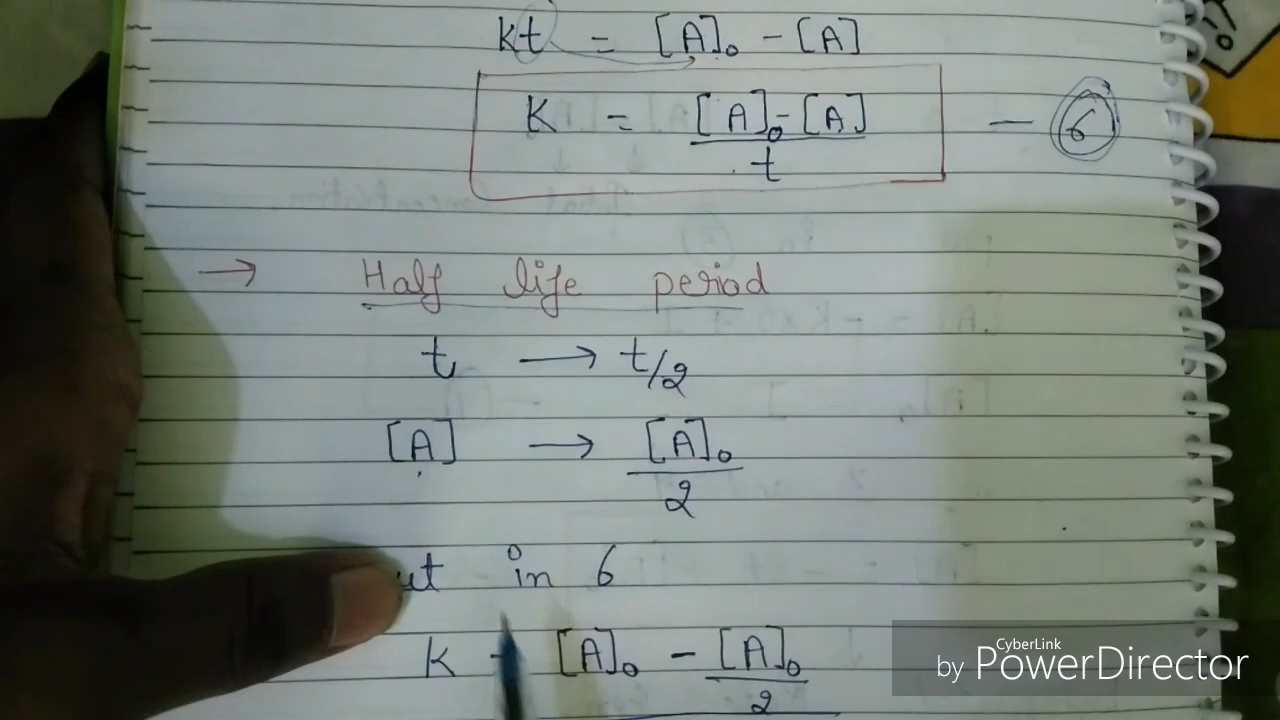 kt = [A]₀ - [A]
K = [A]₀ - [A] / t — 6
→ Half life period
t → t/2
[A] → [A]₀ / 2
in 6
k = [A]₀ - [A]₀ / 2
CyberLink
by PowerDirector